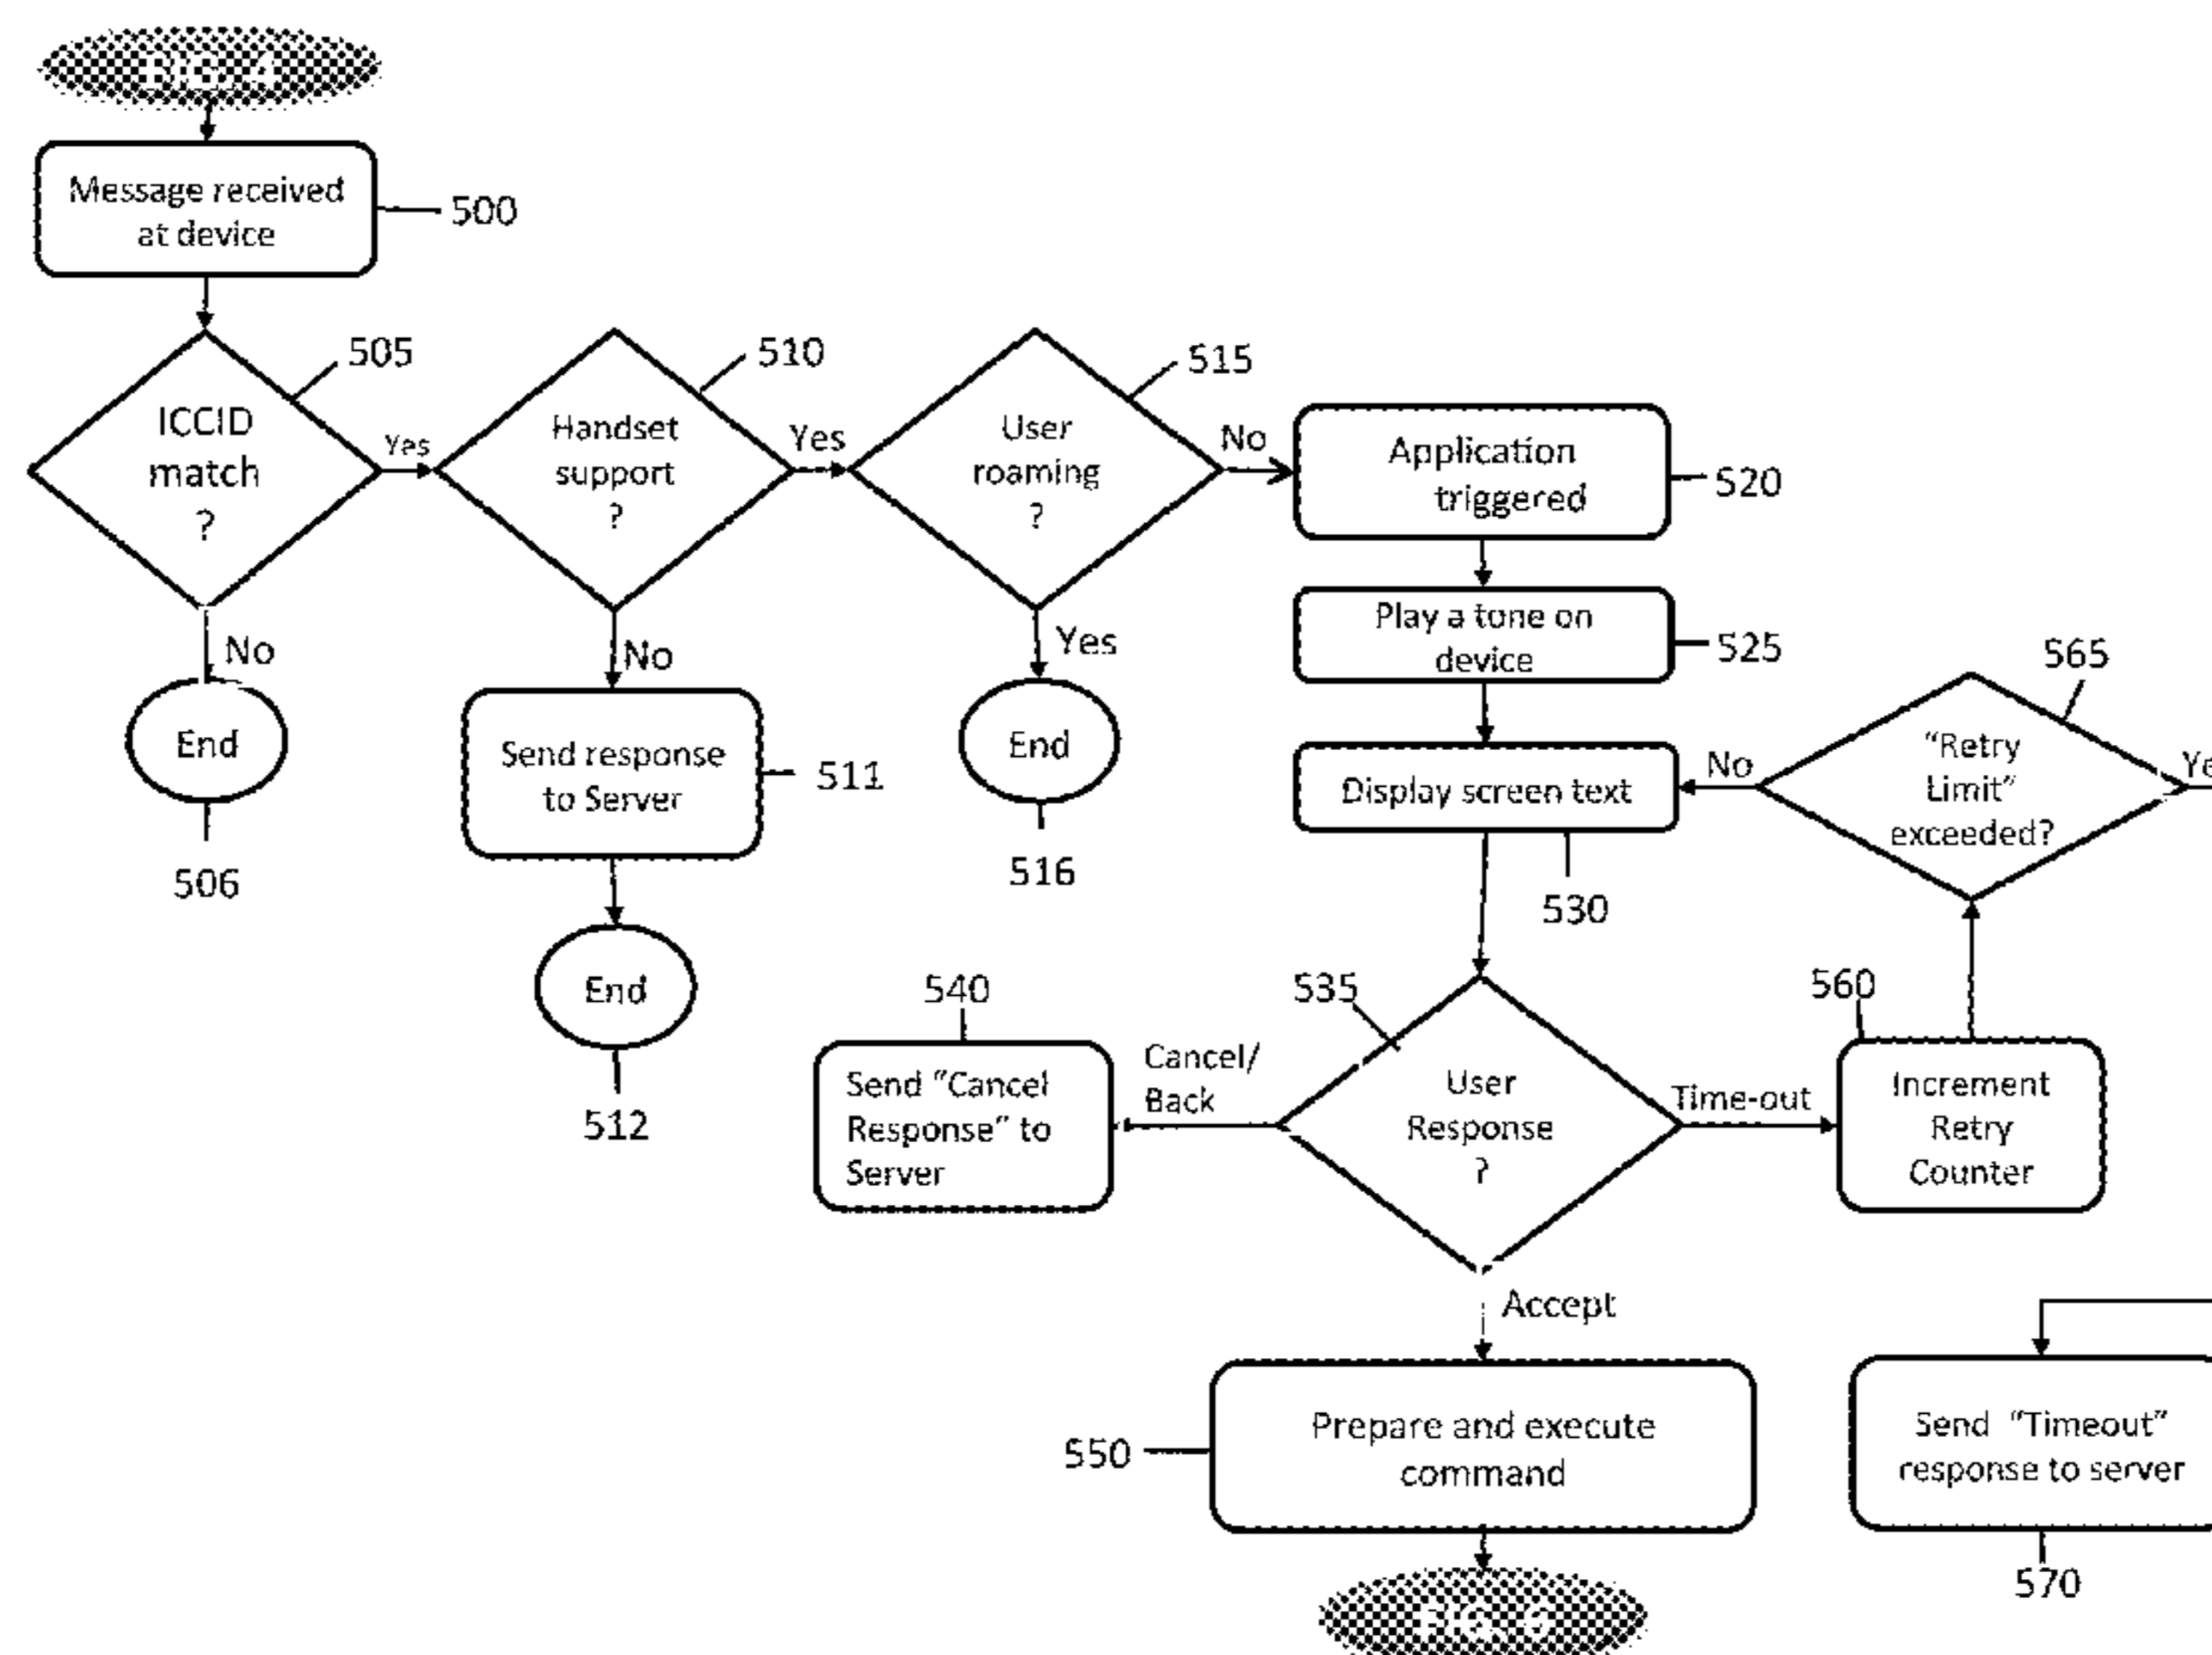 FIG. 4
Message received
at device
500
ICCID
match
?
505
Yes
No
End
506
Handset
support
?
510
Yes
No
Send response
to Server
511
End
512
User
roaming
?
515
No
Yes
End
516
Application
triggered
520
Play a tone on
device
525
Display screen text
530
"Retry
Limit"
exceeded?
565
No
User
Response
?
535
Cancel/
Back
Send "Cancel
Response" to
Server
540
Time-out
Increment
Retry
Counter
560
Accept
Prepare and execute
command
550
Send "Timeout"
response to server
570